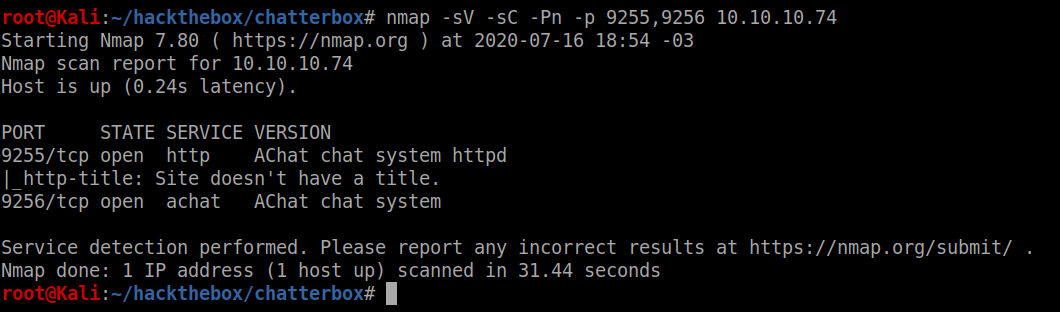 root@Kali:~/hackthebox/chatterbox# nmap -sV -sC -Pn -p 9255,9256 10.10.10.74
Starting Nmap 7.80 ( https://nmap.org ) at 2020-07-16 18:54 -03
Nmap scan report for 10.10.10.74
Host is up (0.24s latency).
PORT     STATE SERVICE VERSION
9255/tcp open  http    AChat chat system httpd
|_http-title: Site doesn't have a title.
9256/tcp open  achat   AChat chat system
Service detection performed. Please report any incorrect results at https://nmap.org/submit/ .
Nmap done: 1 IP address (1 host up) scanned in 31.44 seconds
root@Kali:~/hackthebox/chatterbox#